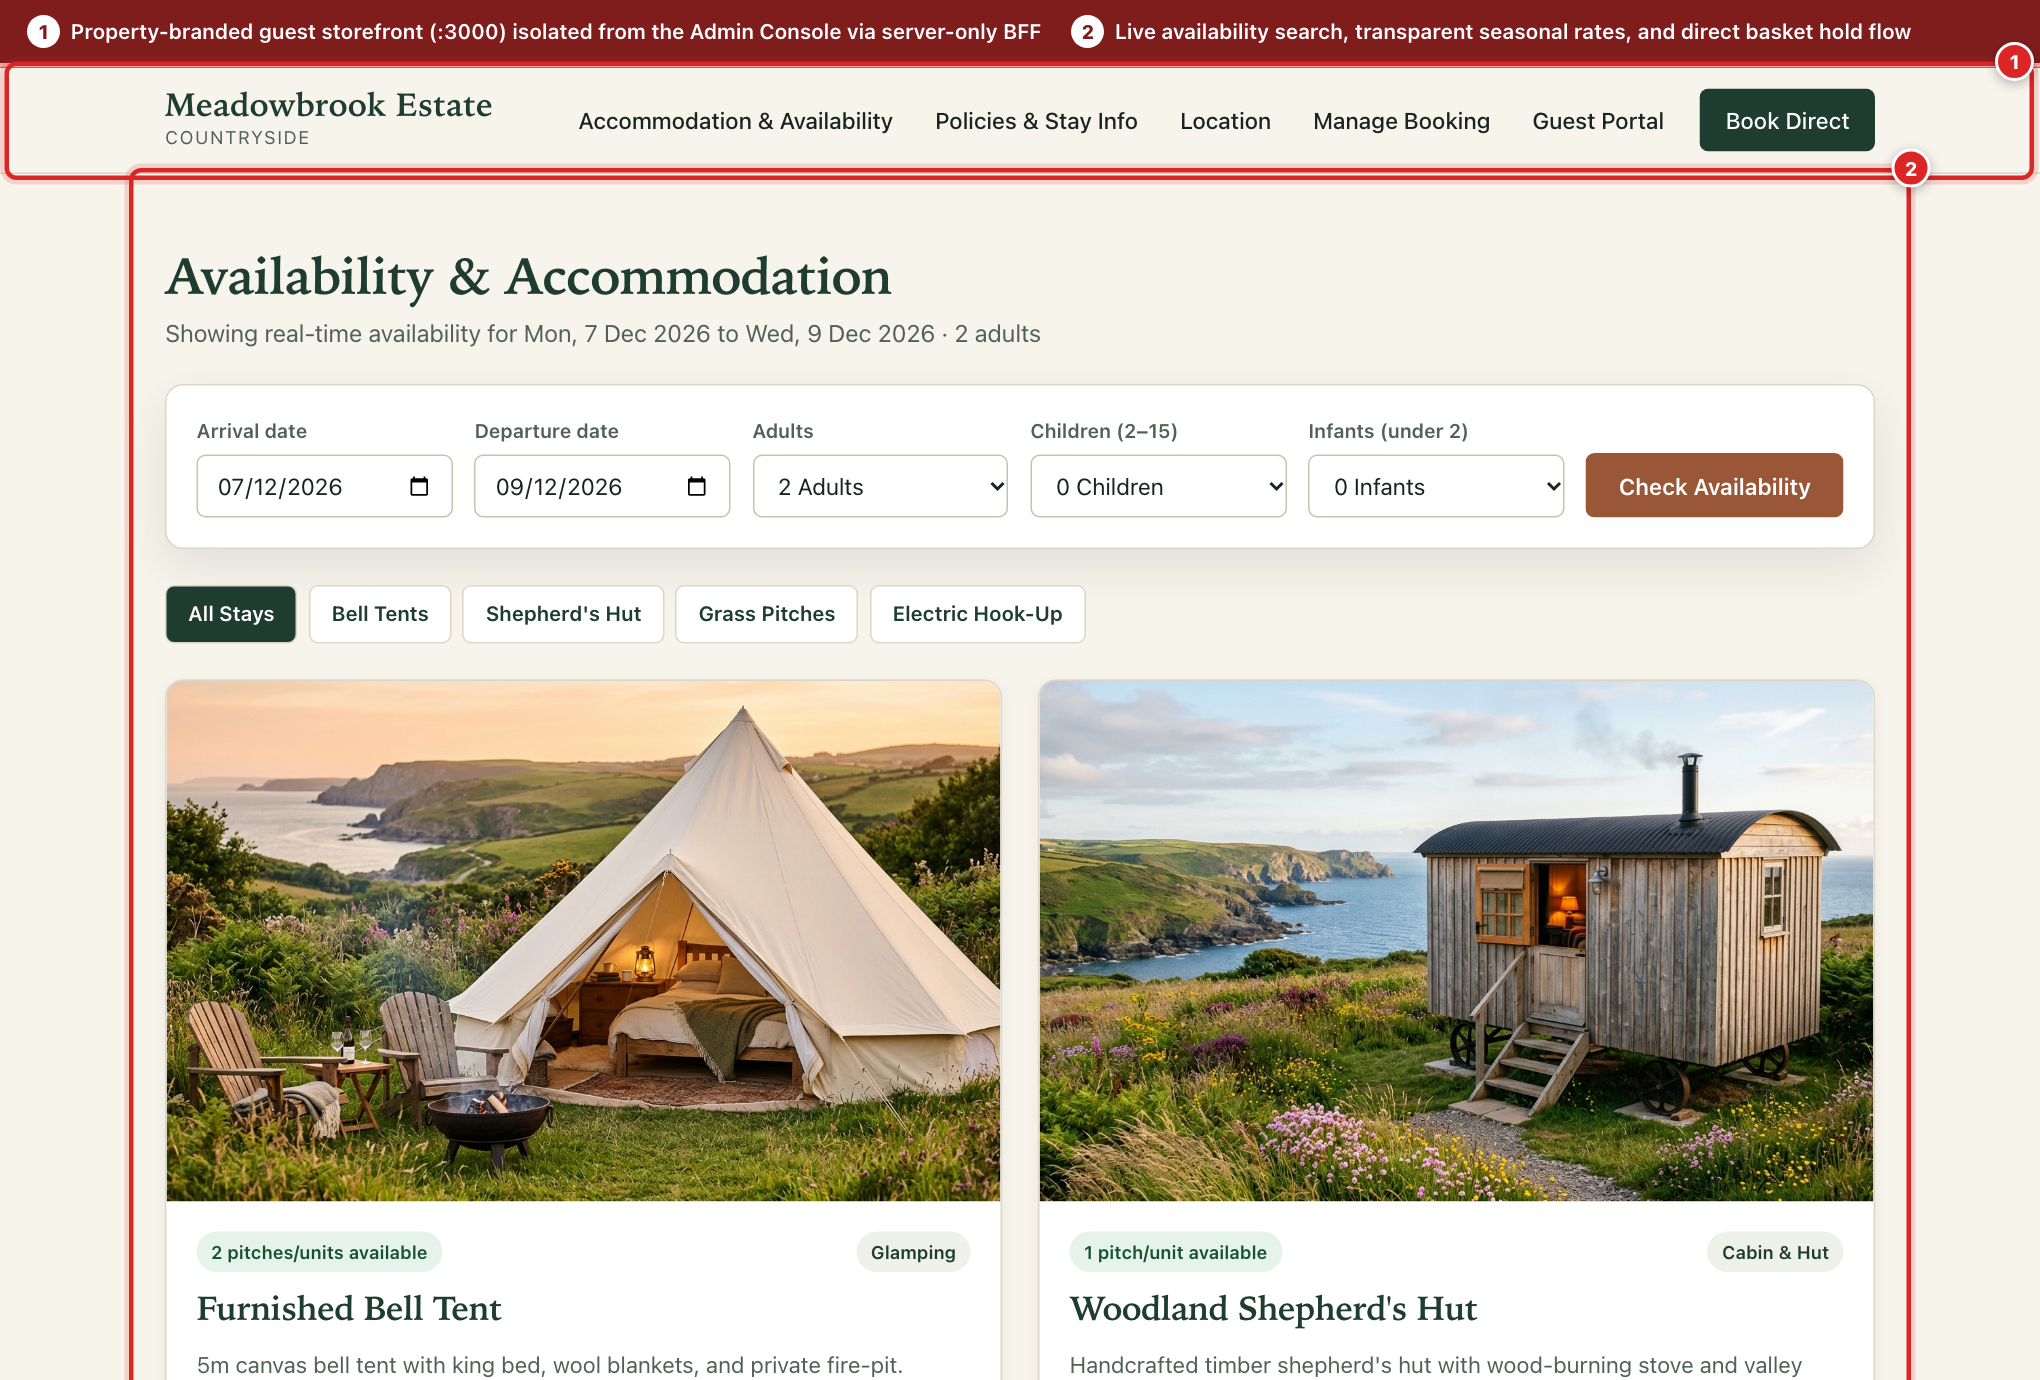 1 Property-branded guest storefront (:3000) isolated from the Admin Console via server-only BFF 2 Live availability search, transparent seasonal rates, and direct basket hold flow
1
Meadowbrook Estate
COUNTRYSIDE
Accommodation & Availability Policies & Stay Info Location Manage Booking Guest Portal Book Direct
2
Availability & Accommodation
Showing real-time availability for Mon, 7 Dec 2026 to Wed, 9 Dec 2026 · 2 adults
Arrival date Departure date Adults Children (2–15) Infants (under 2)
07/12/2026 09/12/2026 2 Adults 0 Children 0 Infants Check Availability
All Stays Bell Tents Shepherd's Hut Grass Pitches Electric Hook-Up
2 pitches/units available Glamping
Furnished Bell Tent
5m canvas bell tent with king bed, wool blankets, and private fire-pit.
1 pitch/unit available Cabin & Hut
Woodland Shepherd's Hut
Handcrafted timber shepherd's hut with wood-burning stove and valley